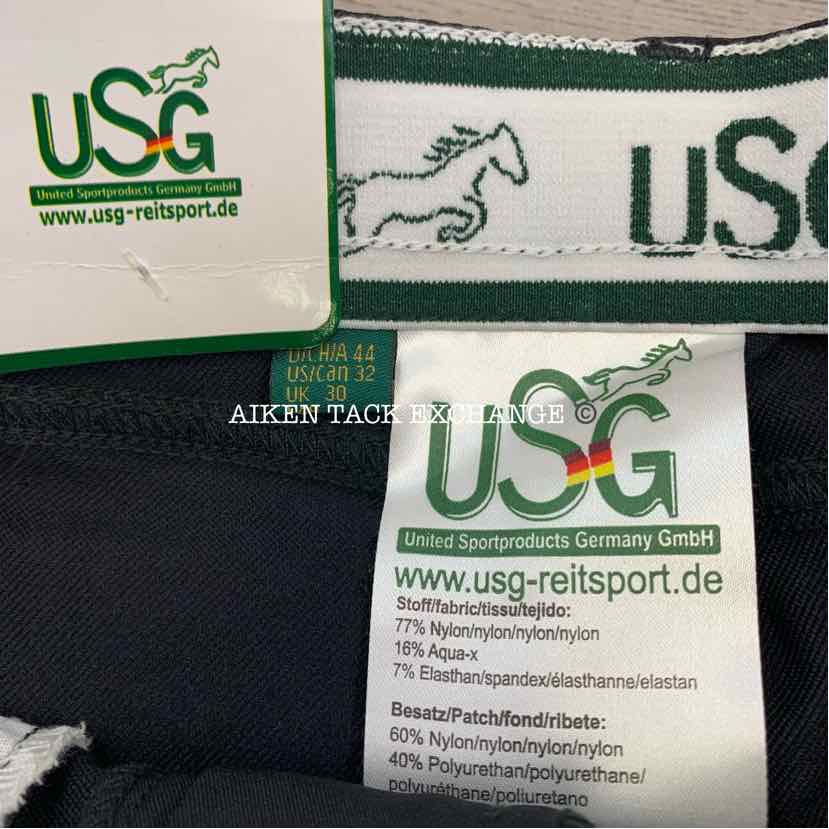 USG
United Sportproducts Germany GmbH
www.usg-reitsport.de
USG
D/CH/A 44
US/Can 32
UK 30
AIKEN TACK EXCHANGE ©
USG
United Sportproducts Germany GmbH
www.usg-reitsport.de
Stoff/fabric/tissu/tejido:
77% Nylon/nylon/nylon/nylon
16% Aqua-x
7% Elasthan/spandex/élasthanne/elastan
Besatz/Patch/fond/ribete:
60% Nylon/nylon/nylon/nylon
40% Polyurethan/polyurethane/
polyuréthane/poliuretano